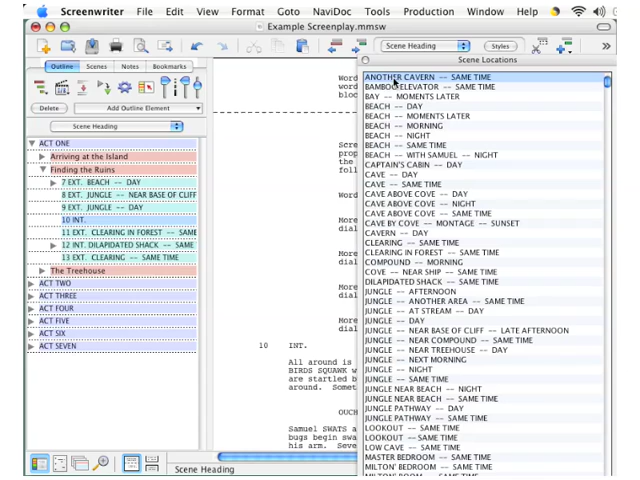 Screenwriter File Edit View Format Goto NaviDoc Tools Production Window Help
Example Screenplay.mmsw
Scene Heading
Styles
»
Outline Scenes Notes Bookmarks
Delete Add Outline Element
Scene Heading
ACT ONE
Arriving at the Island
Finding the Ruins
7 EXT. BEACH -- DAY
8 EXT. JUNGLE -- NEAR BASE OF CLIFF
9 EXT. JUNGLE -- DAY
10 INT.
11 EXT. CLEARING IN FOREST -- SAME
12 INT. DILAPIDATED SHACK -- SAME
13 EXT. CLEARING -- SAME TIME
The Treehouse
ACT TWO
ACT THREE
ACT FOUR
ACT FIVE
ACT SIX
ACT SEVEN
Word
word
bloc
Scre
prop
the
foll
Word
More
dial
More
dial
More
dial
10 INT.
All around is
BIRDS SQUAWK w
are startled b
around. Somet
OUCH
Samuel SWATS a
bugs begin swa
his arm. Seve
Scene Heading
Scene Locations
ANOTHER CAVERN -- SAME TIME
BAMBOO ELEVATOR -- SAME TIME
BAY -- MOMENTS LATER
BEACH -- DAY
BEACH -- MOMENTS LATER
BEACH -- MORNING
BEACH -- NIGHT
BEACH -- SAME TIME
BEACH -- WITH SAMUEL -- NIGHT
CAPTAIN'S CABIN -- DAY
CAVE -- DAY
CAVE -- SAME TIME
CAVE ABOVE COVE -- DAY
CAVE ABOVE COVE -- NIGHT
CAVE ABOVE COVE -- SAME TIME
CAVE BY COVE -- MONTAGE -- SUNSET
CAVERN -- DAY
CLEARING -- SAME TIME
CLEARING IN FOREST -- SAME TIME
COMPOUND -- MORNING
COVE -- NEAR SHIP -- SAME TIME
DILAPIDATED SHACK -- SAME TIME
JUNGLE -- AFTERNOON
JUNGLE -- ANOTHER AREA -- SAME TIME
JUNGLE -- AT STREAM -- DAY
JUNGLE -- DAY
JUNGLE -- NEAR BASE OF CLIFF -- LATE AFTERNOON
JUNGLE -- NEAR COMPOUND -- SAME TIME
JUNGLE -- NEAR TREEHOUSE -- DAY
JUNGLE -- NEXT MORNING
JUNGLE -- NIGHT
JUNGLE -- SAME TIME
JUNGLE NEAR BEACH -- NIGHT
JUNGLE NEAR BEACH -- SAME TIME
JUNGLE PATHWAY -- DAY
JUNGLE PATHWAY -- SAME TIME
LOOKOUT -- SAME TIME
LOOKOUT --SAME TIME
LOW CAVE -- SAME TIME
MASTER BEDROOM -- SAME TIME
MILTON' BEDROOM -- SAME TIME